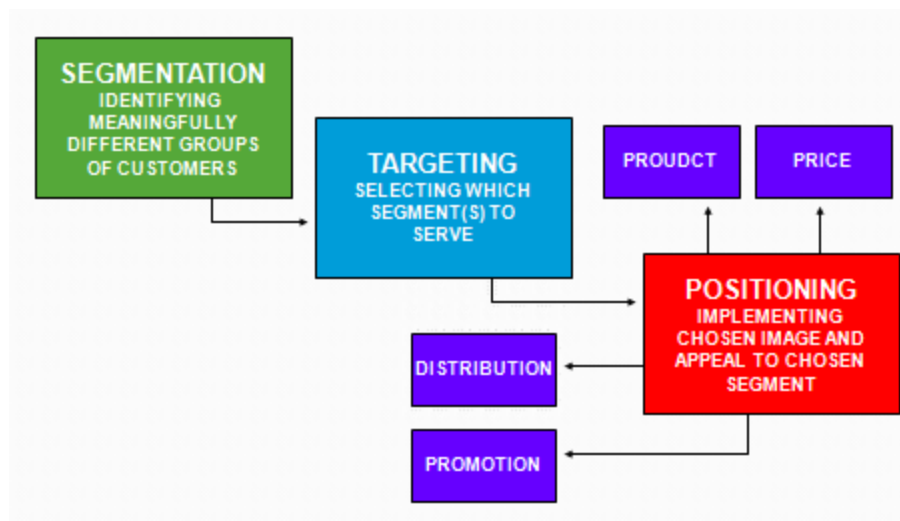 SEGMENTATION
IDENTIFYING
MEANINGFULLY
DIFFERENT GROUPS
OF CUSTOMERS
TARGETING
SELECTING WHICH
SEGMENT(S) TO
SERVE
PROUDCT
PRICE
POSITIONING
IMPLEMENTING
CHOSEN IMAGE AND
APPEAL TO CHOSEN
SEGMENT
DISTRIBUTION
PROMOTION